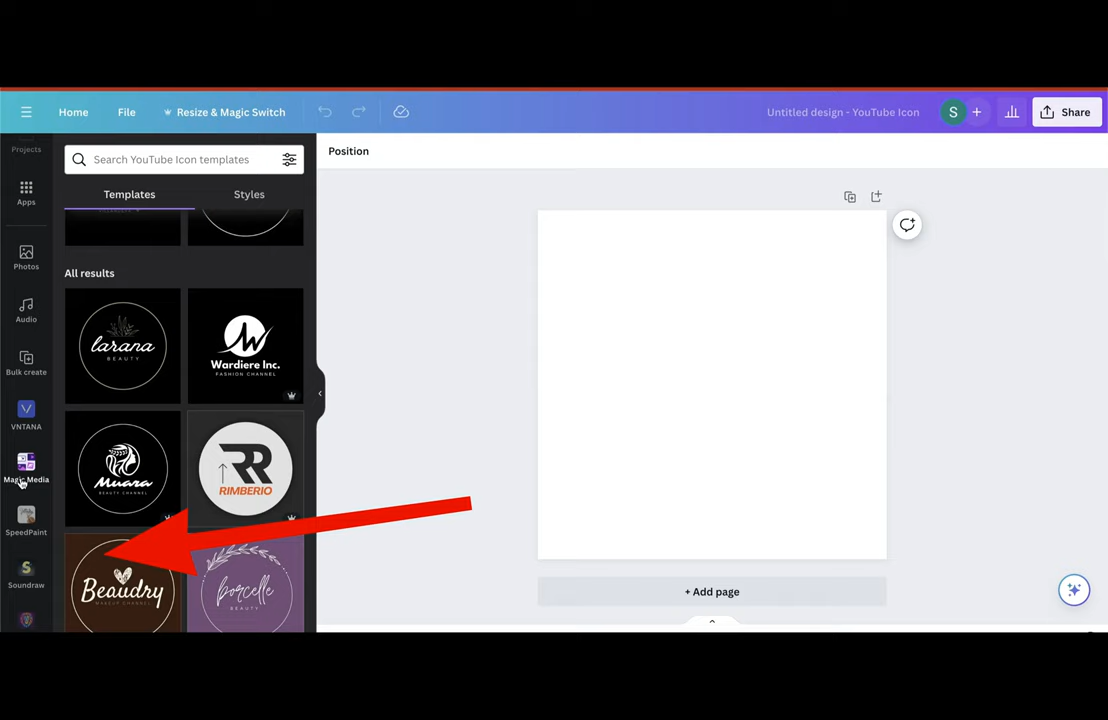 Home
File
Resize & Magic Switch
Untitled design - YouTube Icon
S
+
Share
Projects
Search YouTube Icon templates
Position
Templates
Styles
Apps
Photos
Audio
Bulk create
VNTANA
Magic Media
SpeedPaint
Soundraw
All results
larana
BEAUTY
Wardiere Inc.
FASHION CHANNEL
Muara
BEAUTY CHANNEL
RR
RIMBERIO
Beaudry
MAKEUP CHANNEL
borcelle
BEAUTY
+ Add page